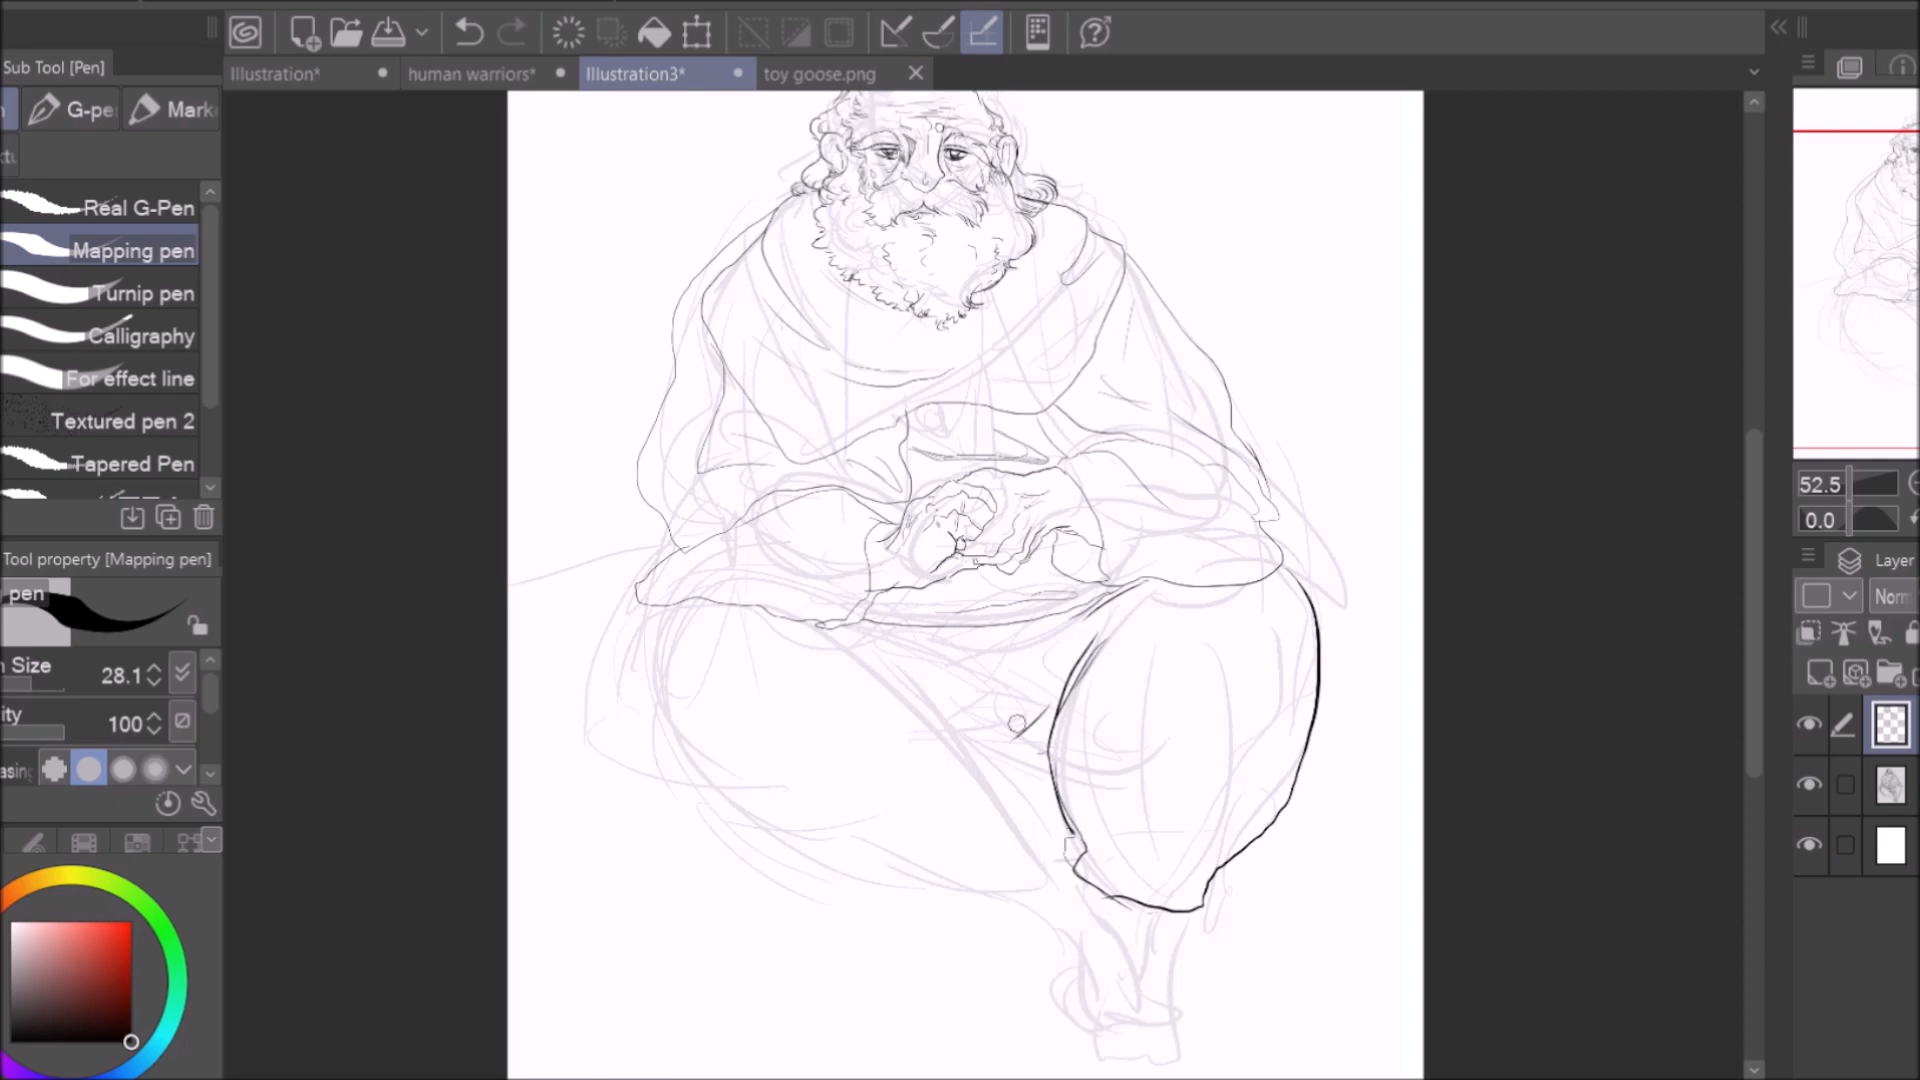 Sub Tool [Pen]
Illustration*
human warriors*
Illustration3*
toy goose.png
G-pe
Mark
Real G-Pen
Mapping pen
Turnip pen
Calligraphy
For effect line
Textured pen 2
Tapered Pen
Tool property [Mapping pen]
pen
Size
28.1
ity
100
asing
52.5
0.0
Layer
Norm